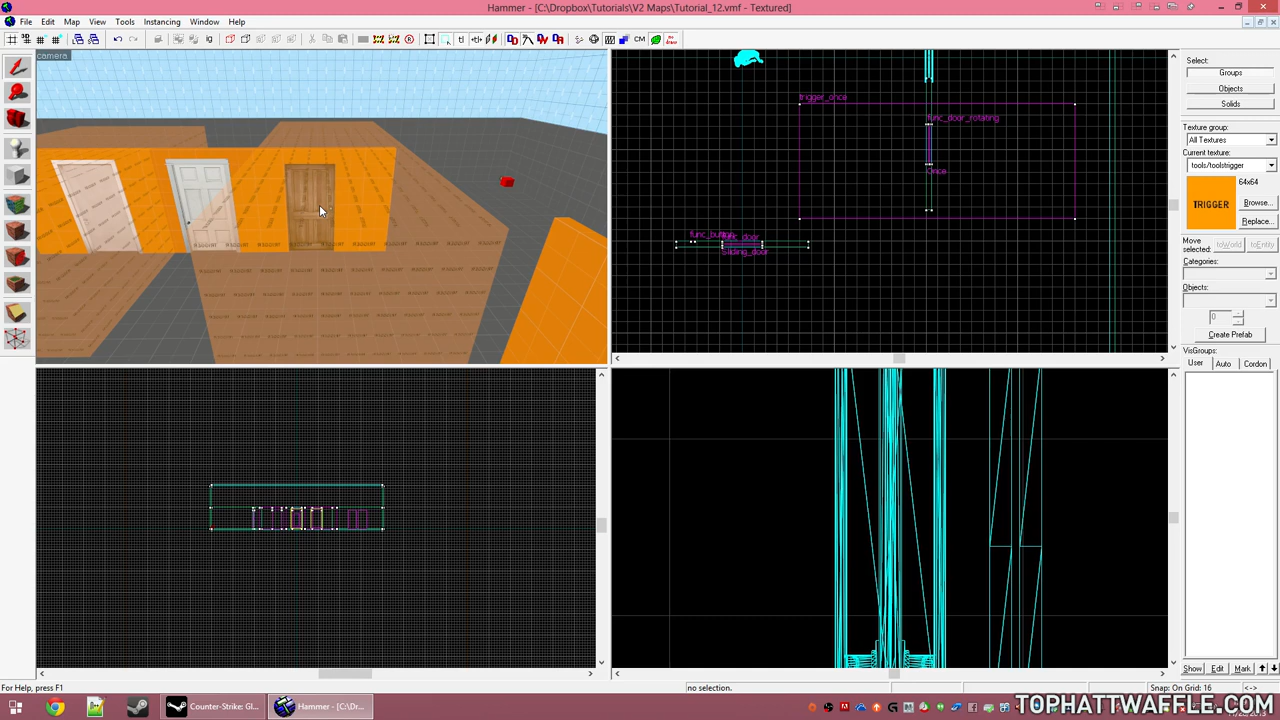 Hammer - [C:\Dropbox\Tutorials\V2 Maps\Tutorial_12.vmf - Textured]
File Edit Map View Tools Instancing Window Help
camera
trigger_once
func_door_rotating
Once
func_button
func_door
Sliding_door
Select:
Groups
Objects
Solids
Texture group:
All Textures
Current texture:
tools/toolstrigger
64x64
TRIGGER
Browse...
Replace...
Move selected:
toWorld
toEntity
Categories:
Objects:
0
Create Prefab
VisGroups:
User Auto Cordon
Show Edit Mark
For Help, press F1
no selection.
Snap: On Grid: 16
<->
Counter-Strike: Gl...
Hammer - [C:\Dr...
TOPHATTWAFFLE.COM